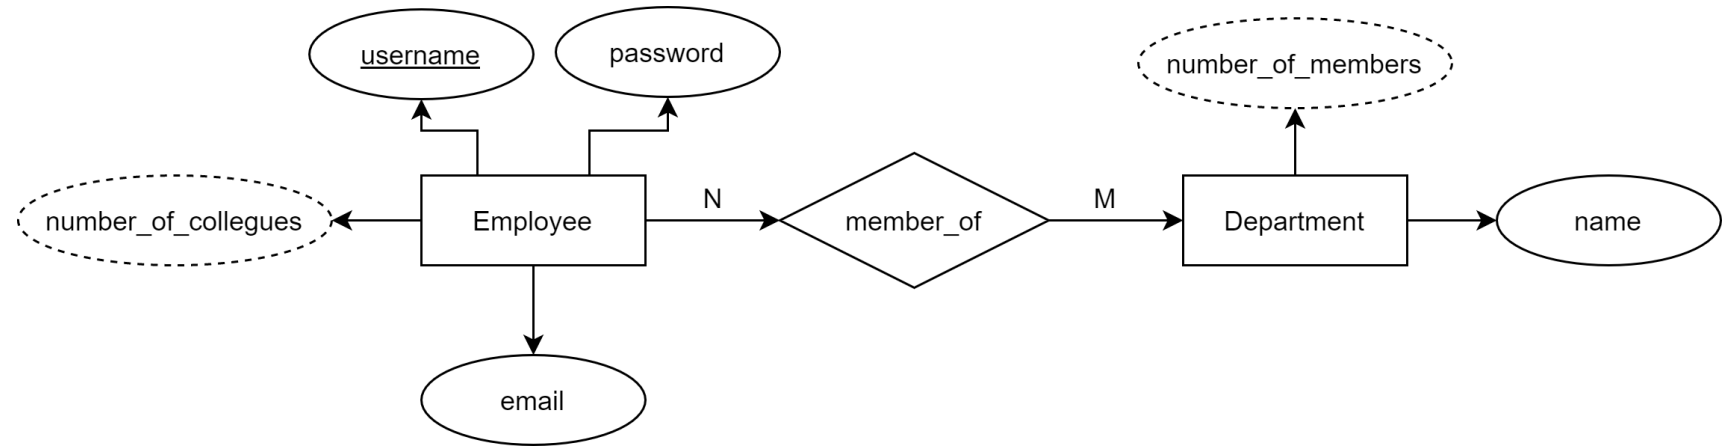 username
password
number_of_members
number_of_collegues
Employee
N
member_of
M
Department
name
email